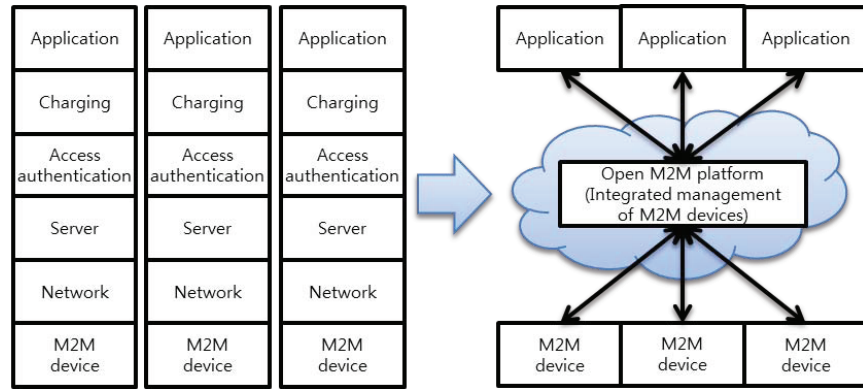 Application
Charging
Access
authentication
Server
Network
M2M
device
Application
Charging
Access
authentication
Server
Network
M2M
device
Application
Charging
Access
authentication
Server
Network
M2M
device
Application
Application
Application
Open M2M platform
(Integrated management
of M2M devices)
M2M
device
M2M
device
M2M
device